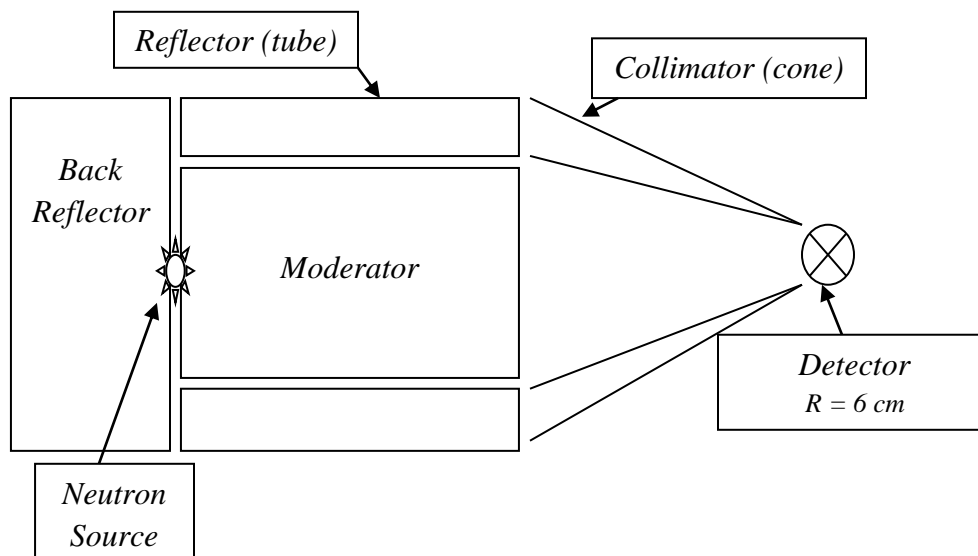 Reflector (tube)
Collimator (cone)
Back
Reflector
Moderator
Detector
R = 6 cm
Neutron
Source